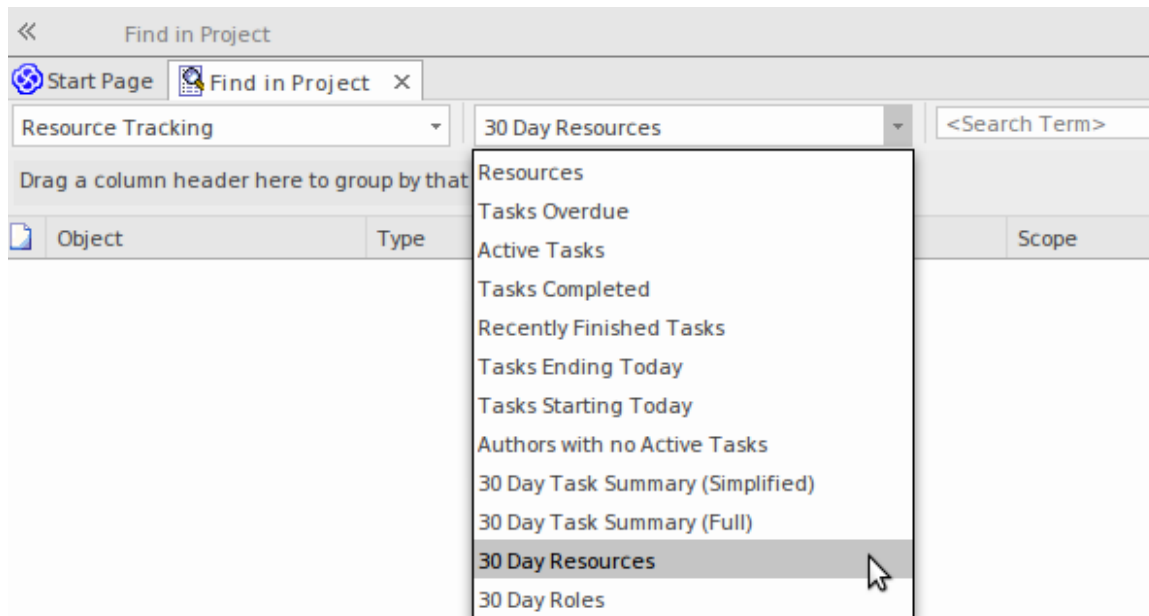 Find in Project
Start Page
Find in Project
Resource Tracking
30 Day Resources
<Search Term>
Drag a column header here to group by that
Object
Type
Scope
Resources
Tasks Overdue
Active Tasks
Tasks Completed
Recently Finished Tasks
Tasks Ending Today
Tasks Starting Today
Authors with no Active Tasks
30 Day Task Summary (Simplified)
30 Day Task Summary (Full)
30 Day Resources
30 Day Roles